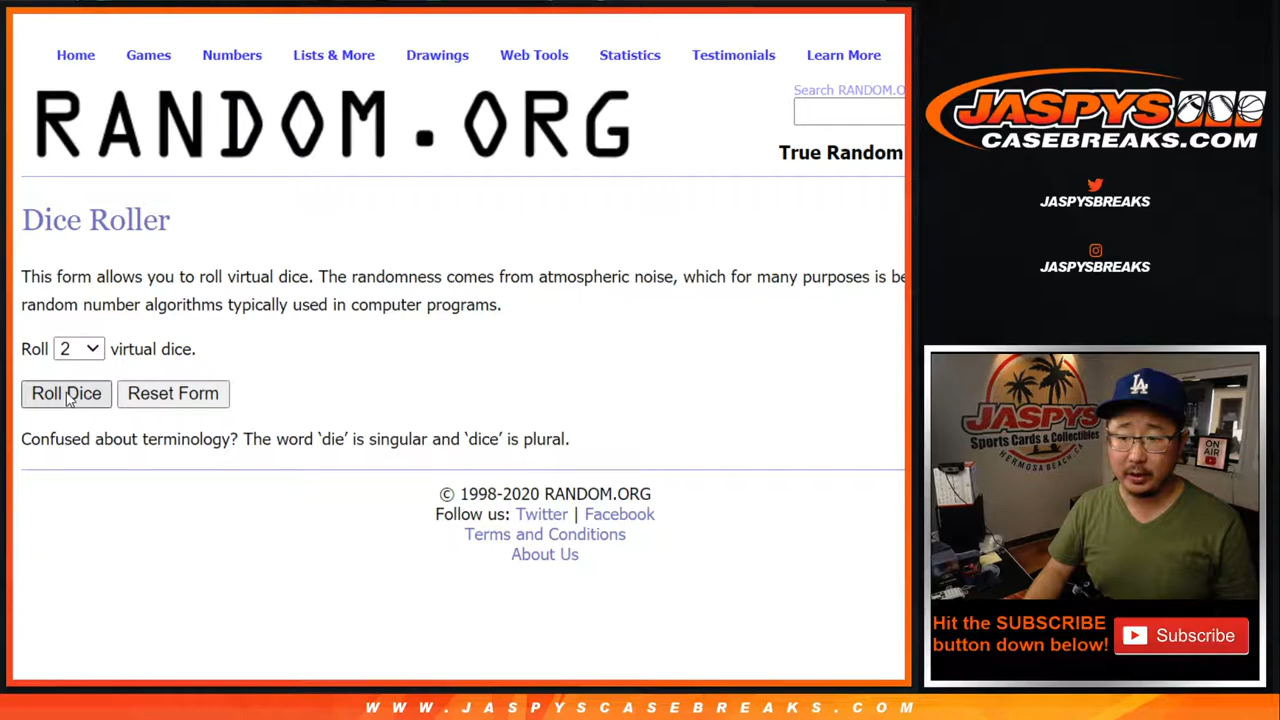 Home Games Numbers Lists & More Drawings Web Tools Statistics Testimonials Learn More
RANDOM.ORG
Search RANDOM.O
True Random
Dice Roller
This form allows you to roll virtual dice. The randomness comes from atmospheric noise, which for many purposes is be
random number algorithms typically used in computer programs.
Roll 2 virtual dice.
Roll Dice Reset Form
Confused about terminology? The word ‘die’ is singular and ‘dice’ is plural.
© 1998-2020 RANDOM.ORG
Follow us: Twitter | Facebook
Terms and Conditions
About Us
JASPYS
CASEBREAKS.COM
JASPYSBREAKS
JASPYSBREAKS
JASPYS
Sports Cards & Collectibles
HERMOSA BEACH, CA
LA
ON
AIR
Hit the SUBSCRIBE
button down below!
Subscribe
WWW.JASPYSCASEBREAKS.COM